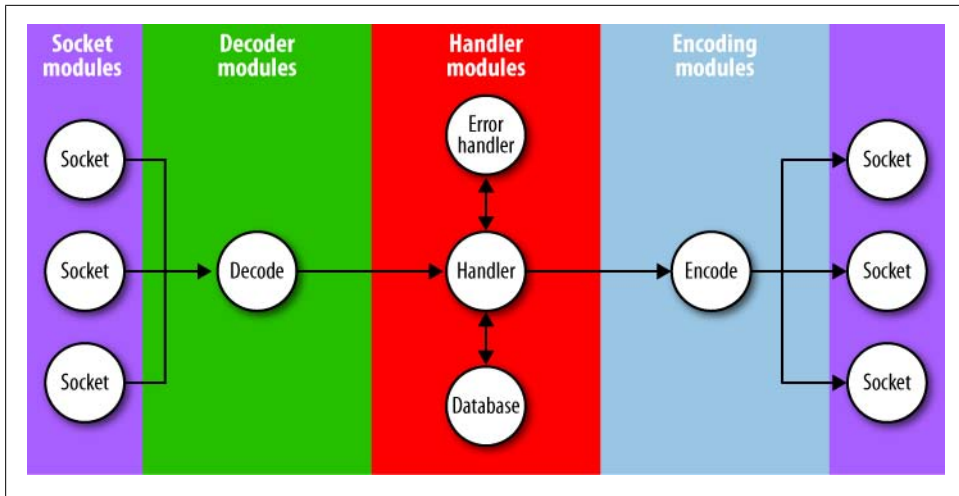 Socket
modules
Decoder
modules
Handler
modules
Encoding
modules
Error
handler
Socket
Socket
Socket
Decode
Handler
Encode
Socket
Socket
Socket
Database